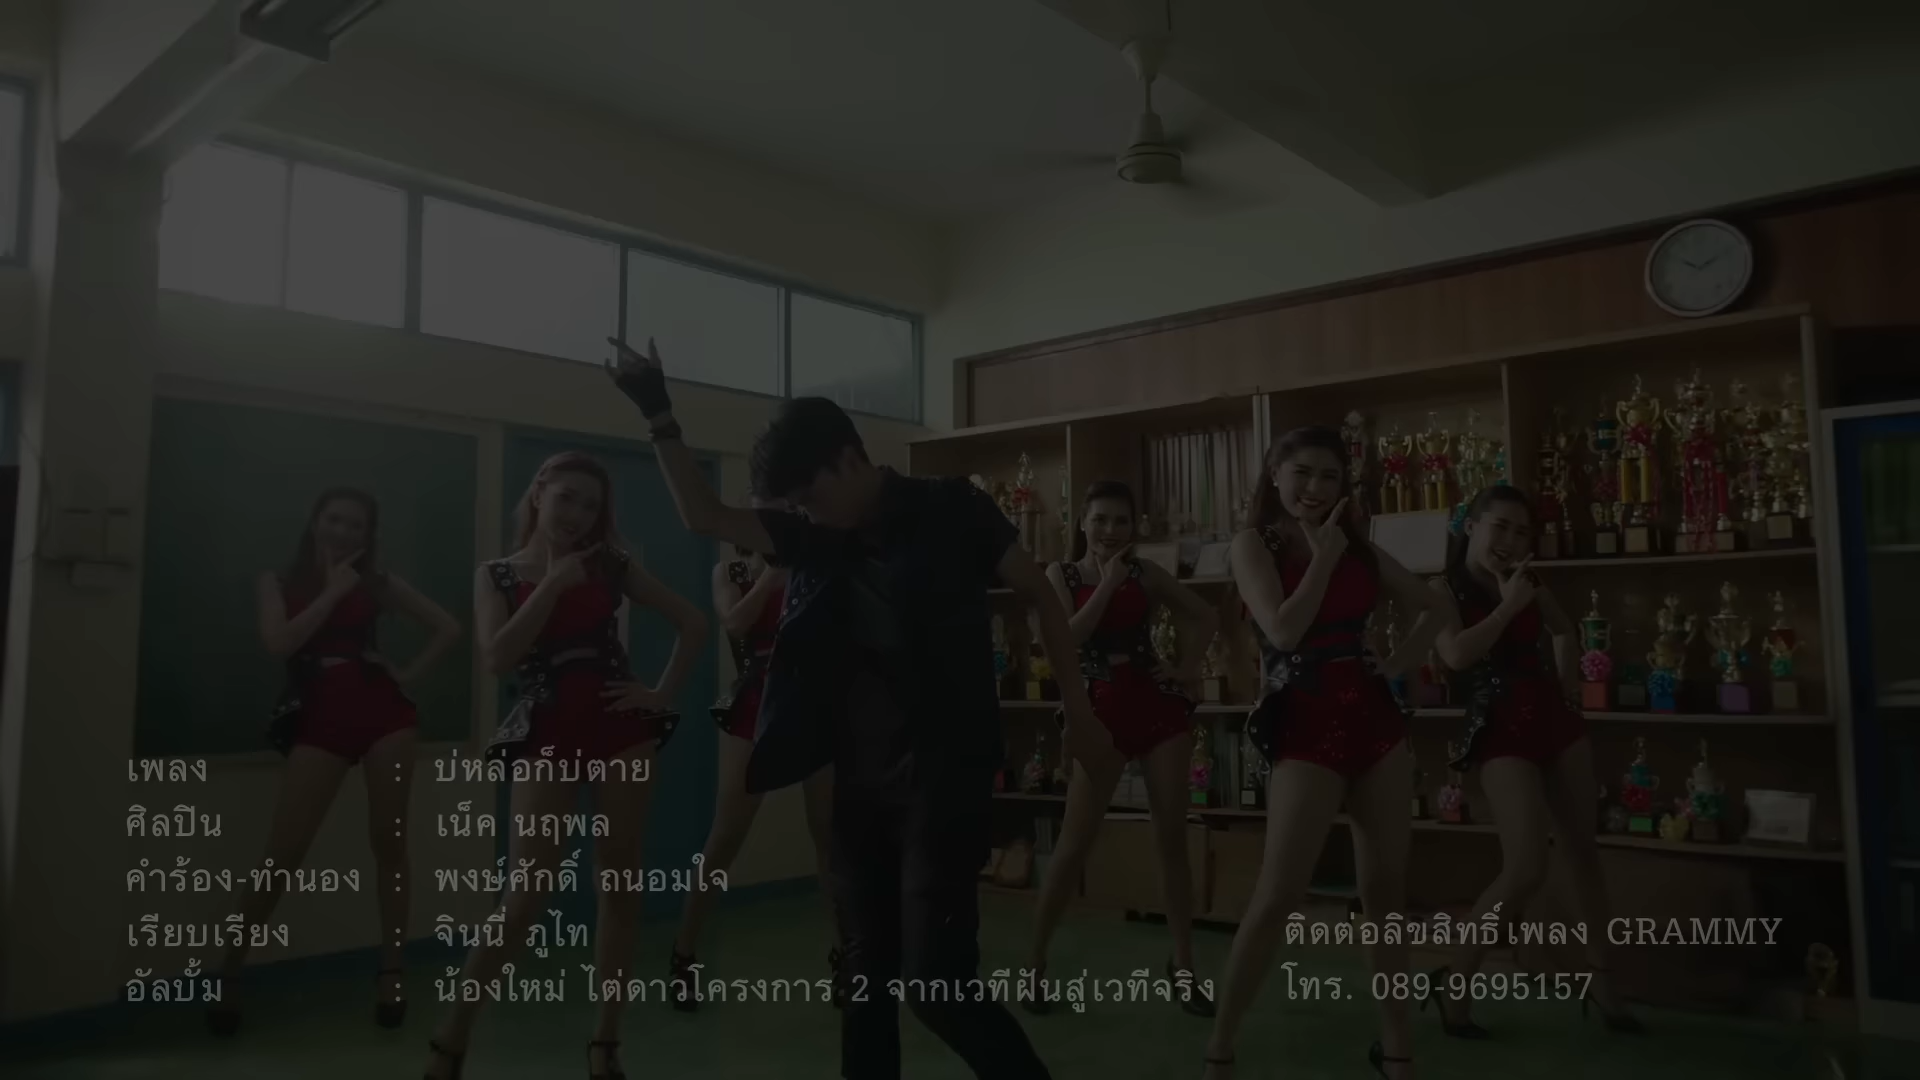 เพลง : บ่หล่อก็บ่ตาย
ศิลปิน : เน็ค นฤพล
คำร้อง-ทำนอง : พงษ์ศักดิ์ ถนอมใจ
เรียบเรียง : จินนี่ ภูไท
อัลบั้ม : น้องใหม่ ไต่ดาวโครงการ 2 จากเวทีฝันสู่เวทีจริง
ติดต่อลิขสิทธิ์เพลง GRAMMY
โทร. 089-9695157